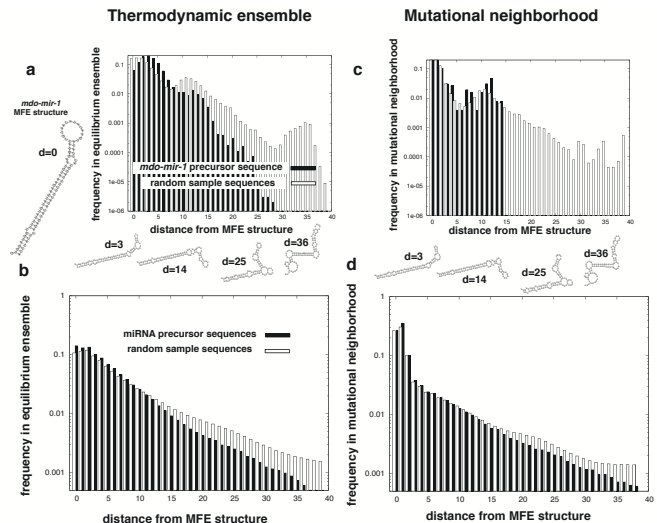 Thermodynamic ensemble
Mutational neighborhood
a
mdo-mir-1
MFE structure
d=0
frequency in equilibrium ensemble
0.1
0.01
0.001
0.0001
1e-05
1e-06
mdo-mir-1 precursor sequence
random sample sequences
0 5 10 15 20 25 30 35 40
distance from MFE structure
c
frequency in mutational neighborhood
0.1
0.01
0.001
0.0001
1e-05
1e-06
0 5 10 15 20 25 30 35 40
distance from MFE structure
d=3
d=14
d=25
d=36
d=3
d=14
d=25
d=36
b
frequency in equilibrium ensemble
1
0.1
0.01
0.001
miRNA precursor sequences
random sample sequences
0 5 10 15 20 25 30 35 40
distance from MFE structure
d
frequency in mutational neighborhood
1
0.1
0.01
0.001
0 5 10 15 20 25 30 35 40
distance from MFE structure